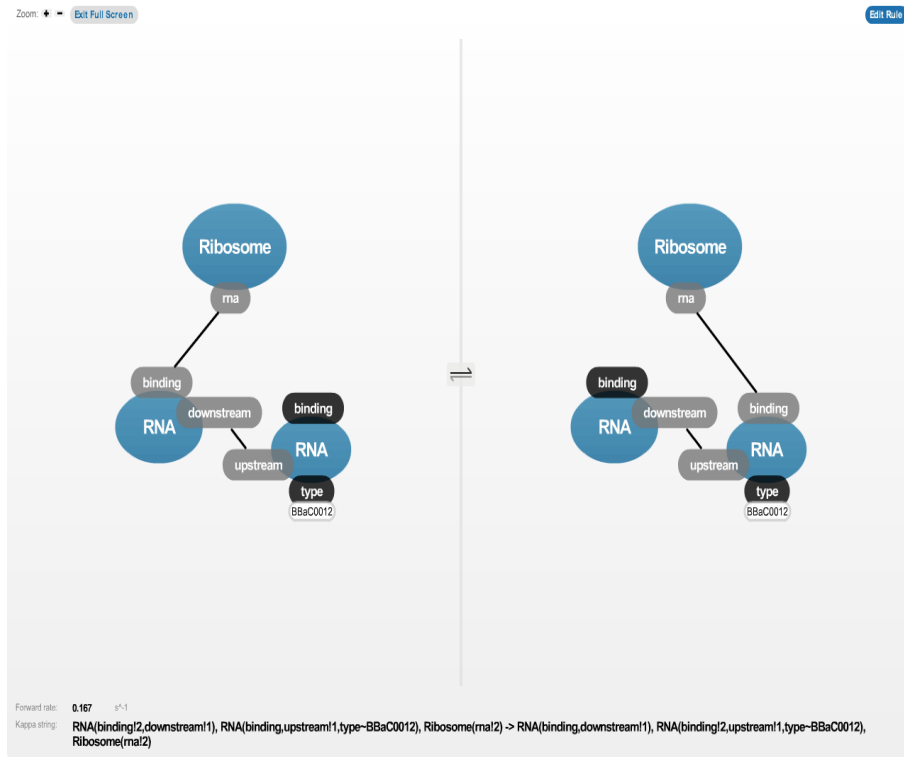 Zoom: + - Exit Full Screen Edit Rule
Ribosome Ribosome
rna rna
binding binding
downstream binding downstream binding
RNA RNA
RNA RNA
upstream upstream
type type
BBaC0012 BBaC0012
Forward rate: 0.167 s^-1
Kappa string: RNA(binding!2,downstream!1), RNA(binding,upstream!1,type~BBaC0012), Ribosome(rna!2) -> RNA(binding,downstream!1), RNA(binding!2,upstream!1,type~BBaC0012),
Ribosome(rna!2)